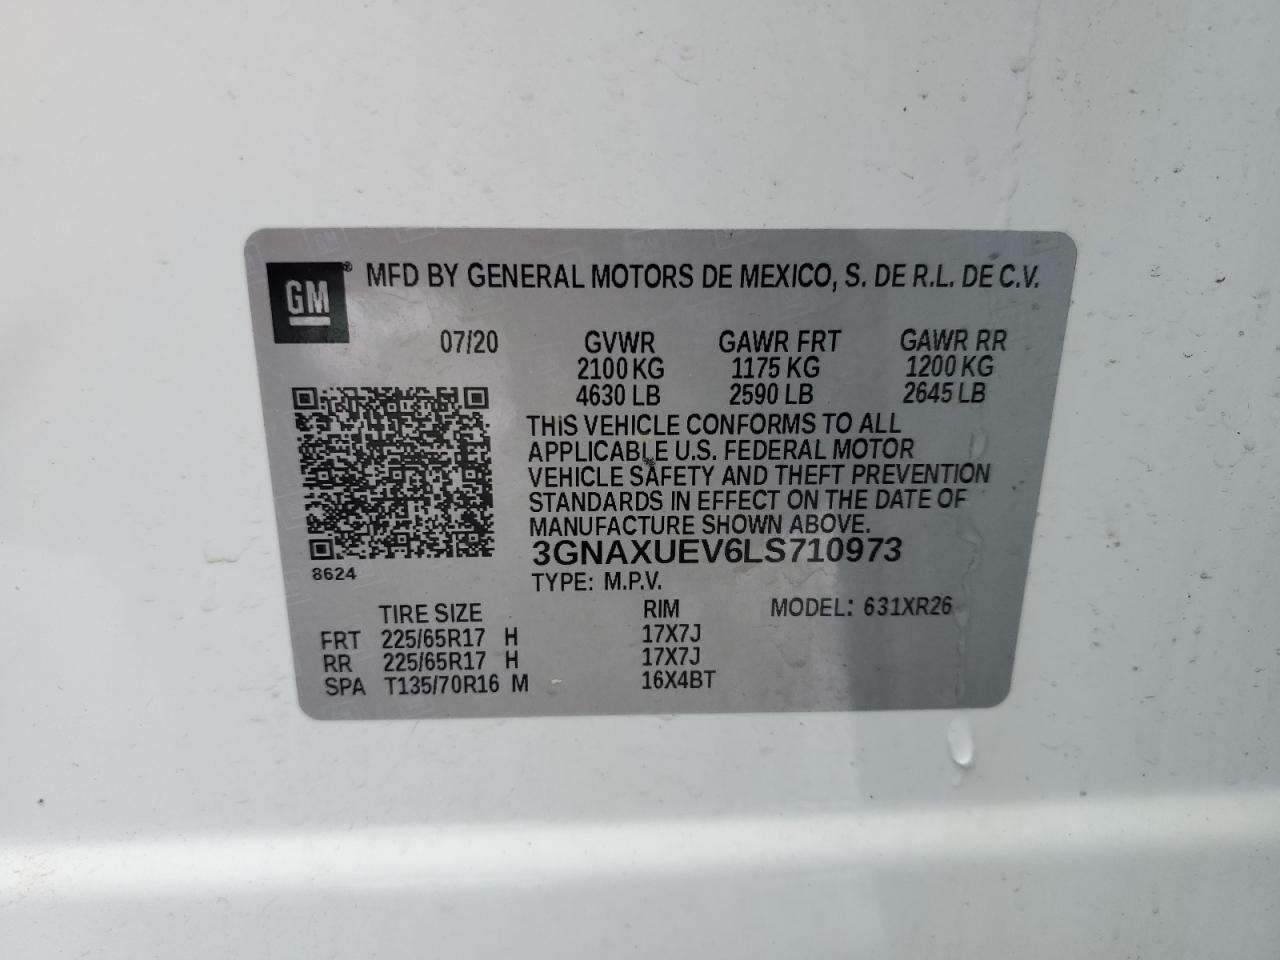 GM® MFD BY GENERAL MOTORS DE MEXICO, S. DE R.L. DE C.V.
07/20 GVWR GAWR FRT GAWR RR
2100 KG 1175 KG 1200 KG
4630 LB 2590 LB 2645 LB
THIS VEHICLE CONFORMS TO ALL
APPLICABLE U.S. FEDERAL MOTOR
VEHICLE SAFETY AND THEFT PREVENTION
STANDARDS IN EFFECT ON THE DATE OF
MANUFACTURE SHOWN ABOVE.
3GNAXUEV6LS710973
8624 TYPE: M.P.V.
TIRE SIZE RIM MODEL: 631XR26
FRT 225/65R17 H 17X7J
RR 225/65R17 H 17X7J
SPA T135/70R16 M 16X4BT